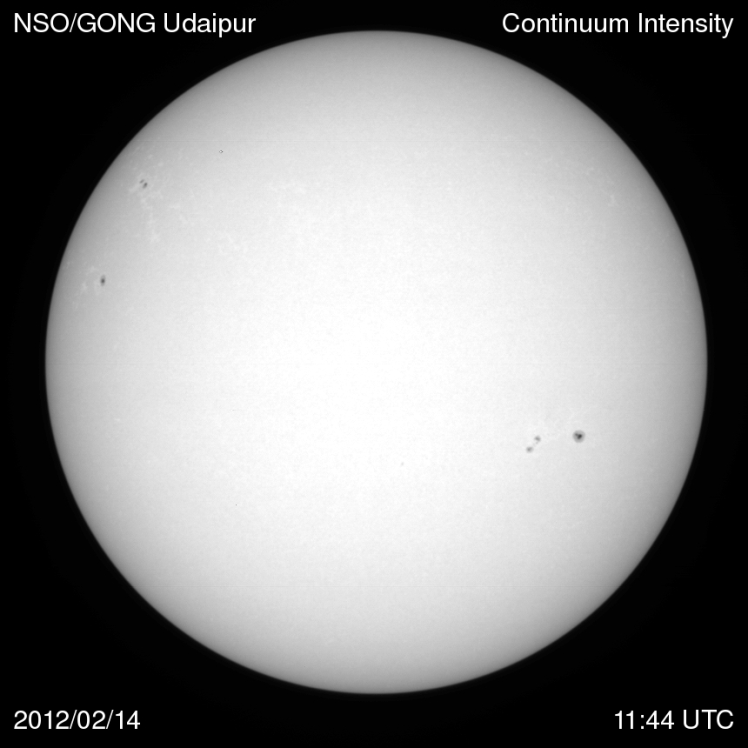 NSO/GONG Udaipur
Continuum Intensity
2012/02/14
11:44 UTC